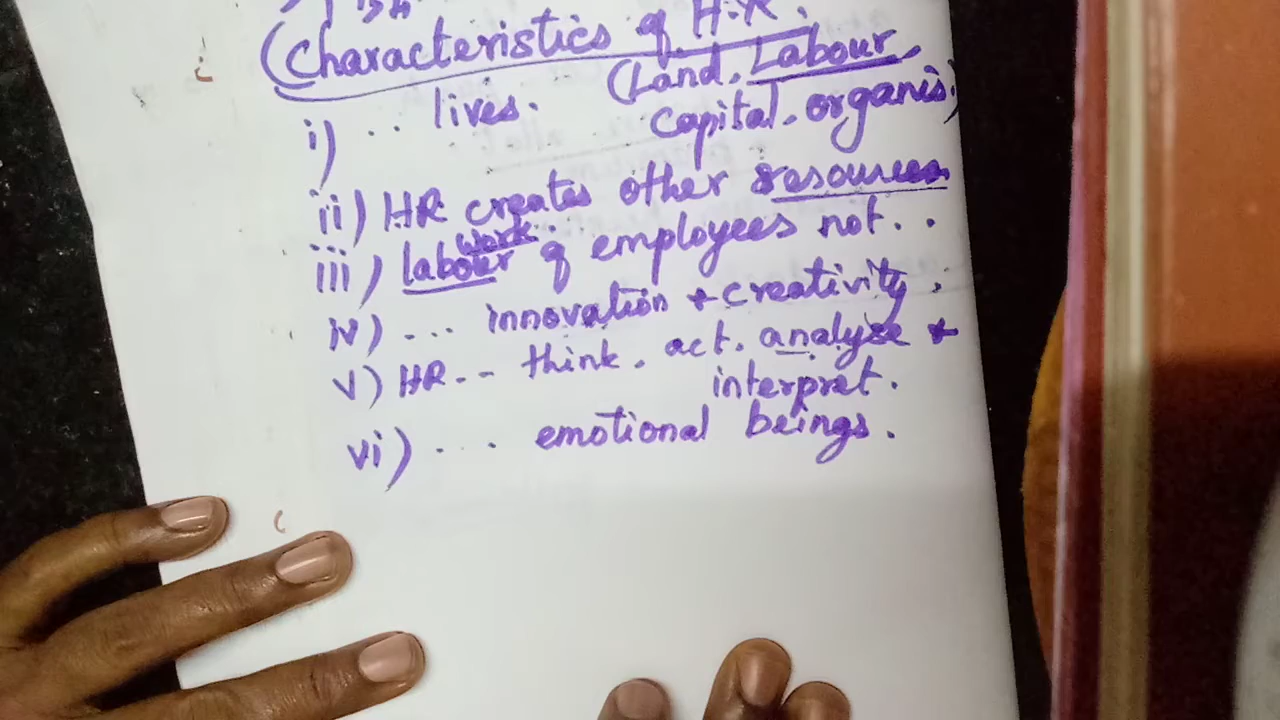 Characteristics of H.R.
i) .. lives. (Land, Labour,
capital, organis.)
ii) HR creates other resources
work.
iii) labour of employees not..
iv) ... innovation + creativity.
v) HR.. think, act, analyse +
interpret.
vi) ... emotional beings.